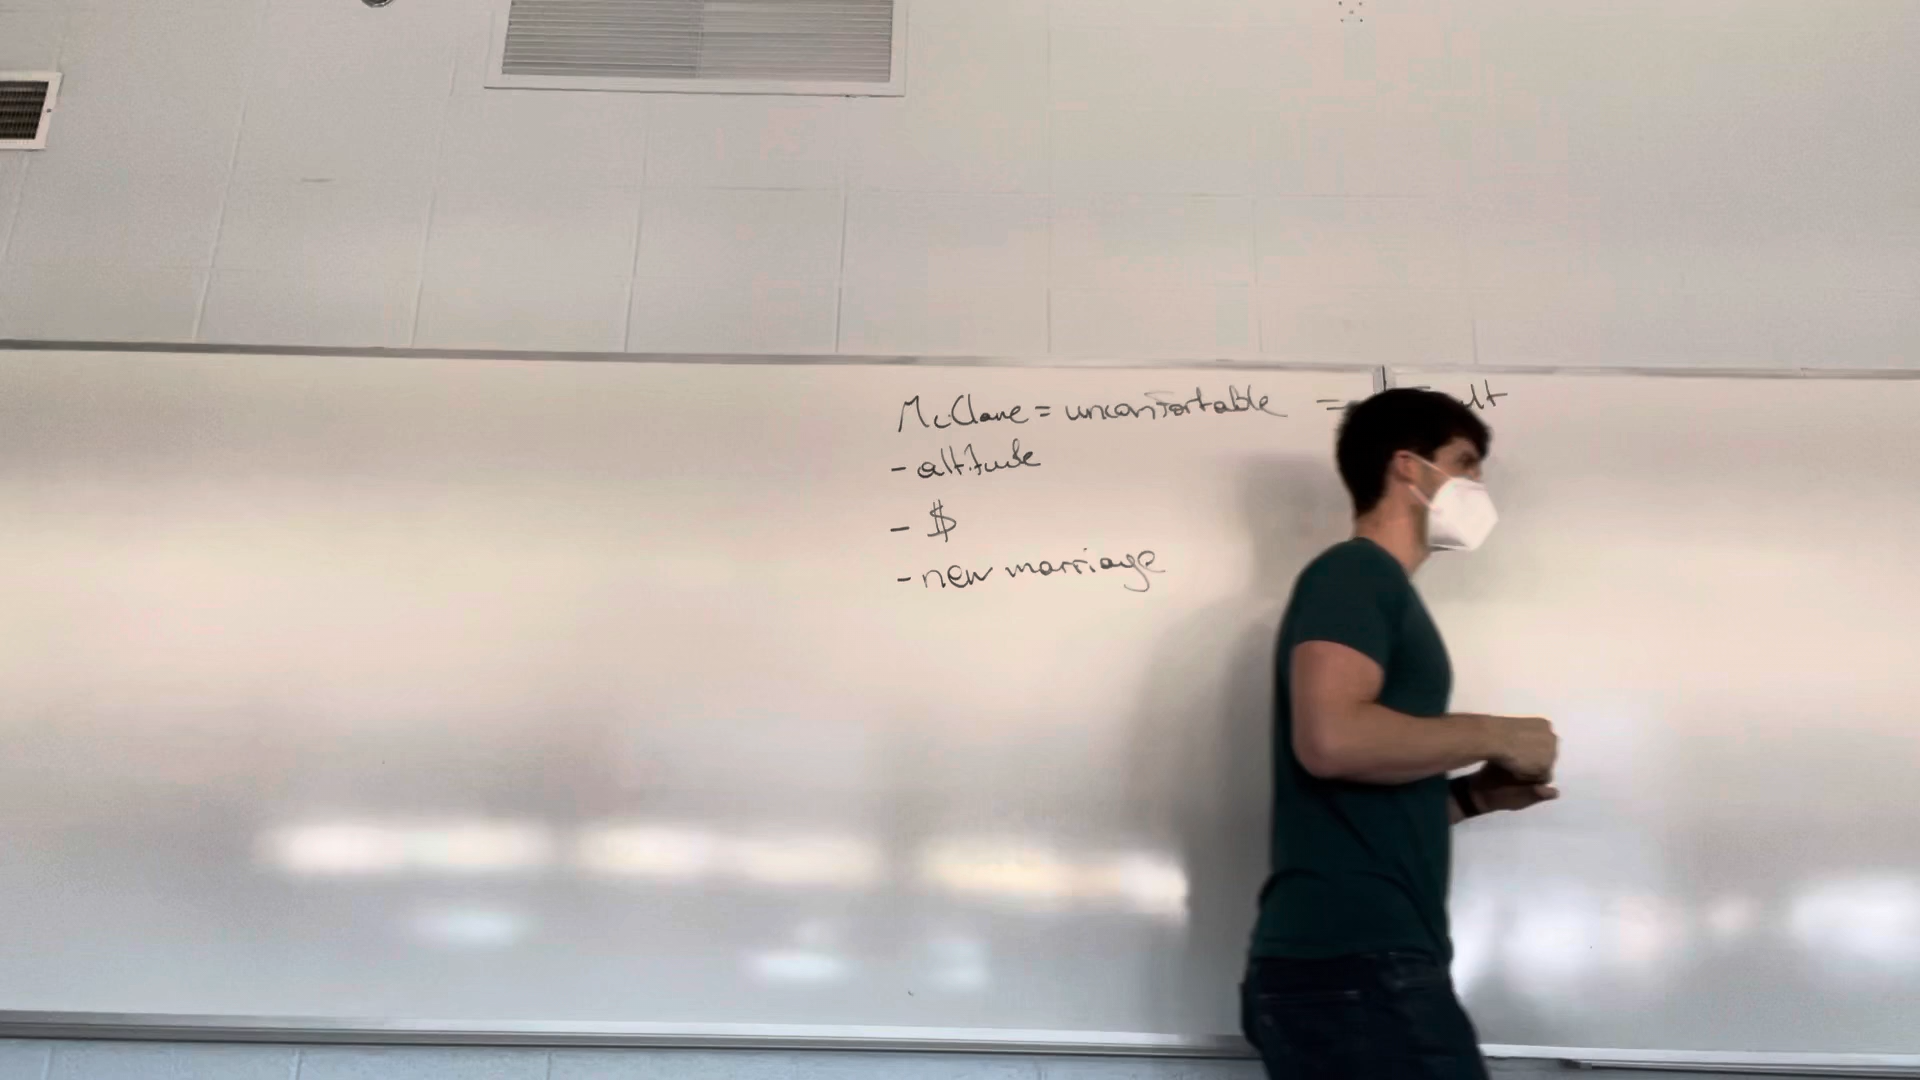 McClane = uncomfortable =
- altitude
- $
- new marriage